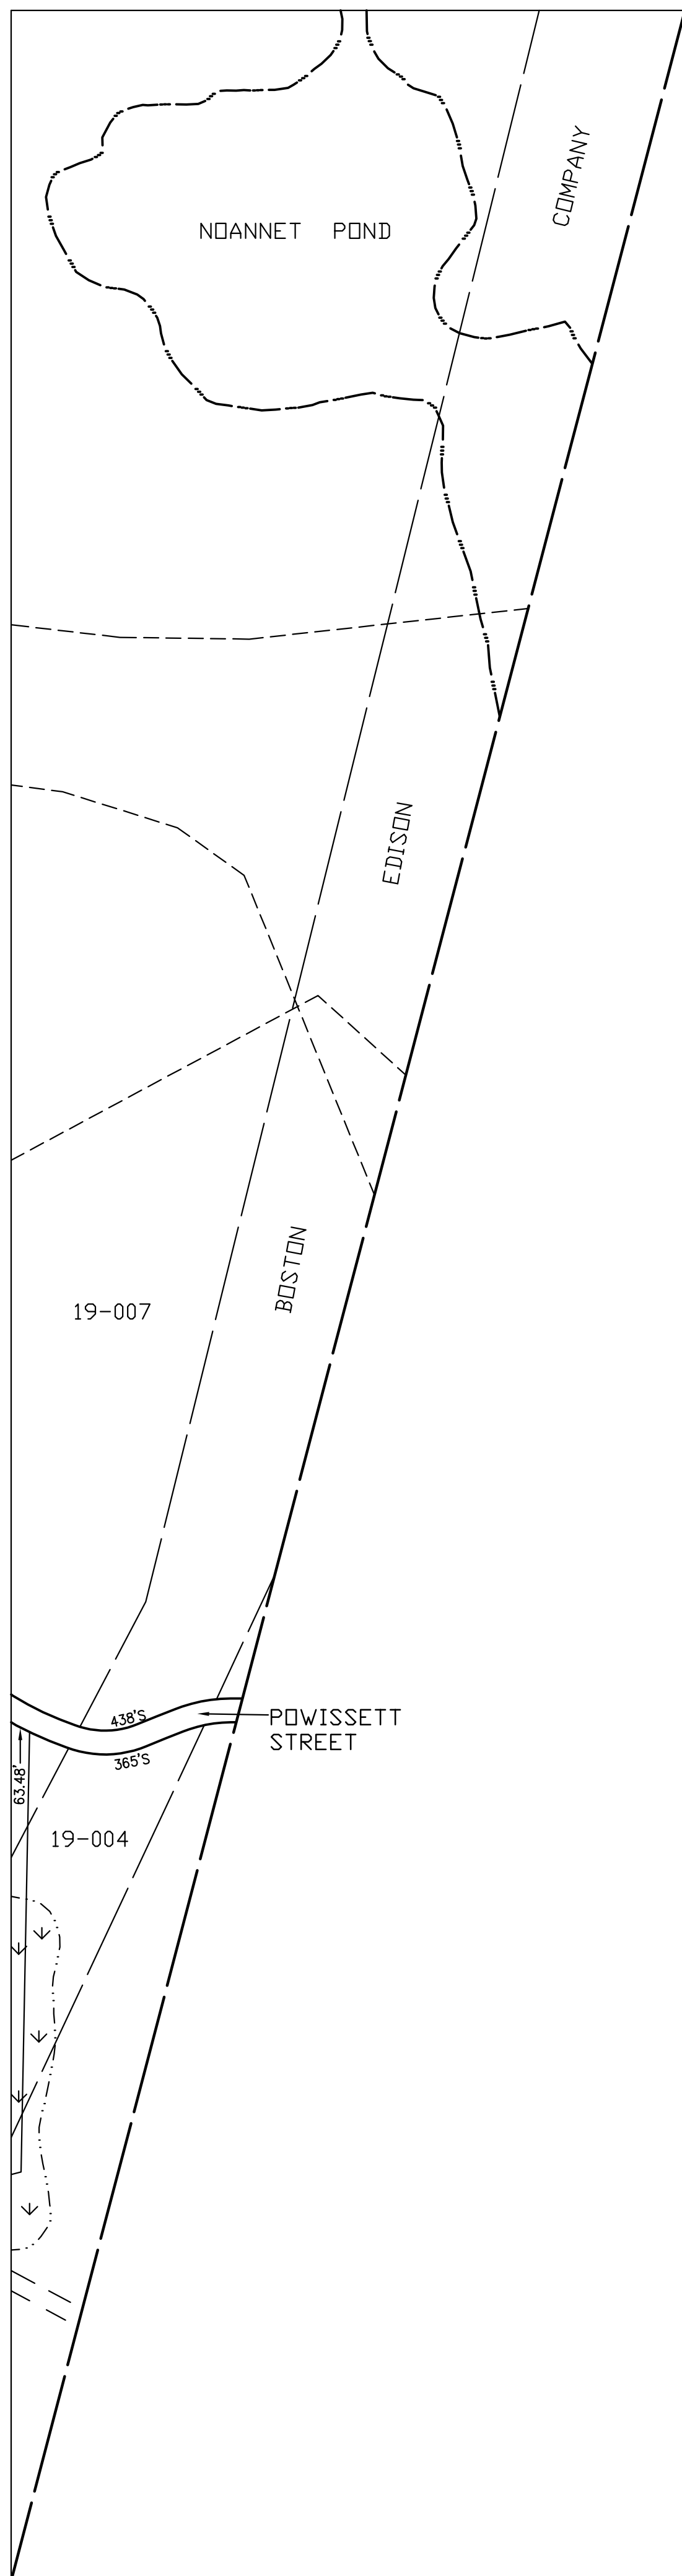 COMPANY
NOANNET POND
EDISON
BOSTON
19-007
438'S
POWISSETT
STREET
365'S
63.48'
19-004